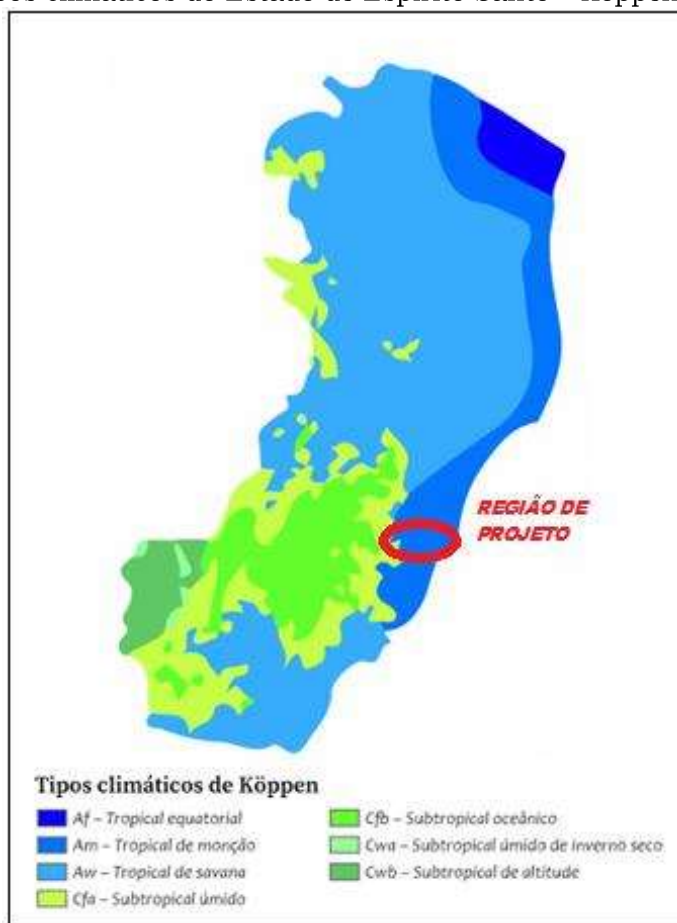 REGIÃO DE
PROJETO
Tipos climáticos de Köppen
Af – Tropical equatorial
Am – Tropical de monção
Aw – Tropical de savana
Cfa – Subtropical úmido
Cfb – Subtropical oceânico
Cwa – Subtropical úmido de inverno seco
Cwb – Subtropical de altitude